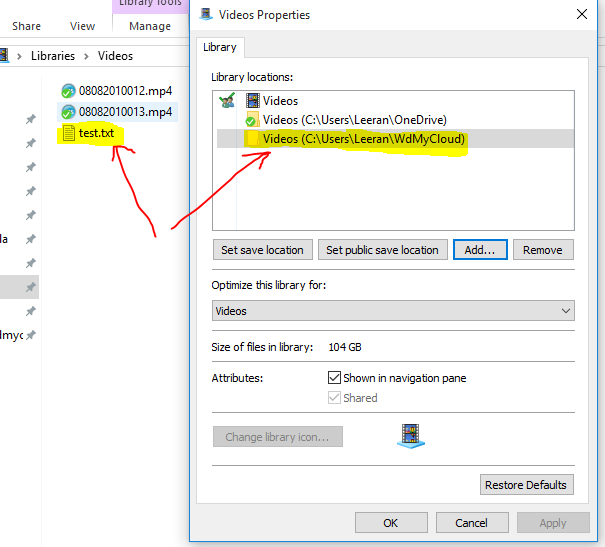 Library Tools
Share View Manage
Libraries Videos
08082010012.mp4
08082010013.mp4
test.txt
la
lmyc
Videos Properties
Library
Library locations:
Videos
Videos (C:\Users\Leeran\OneDrive)
Videos (C:\Users\Leeran\WdMyCloud)
Set save location Set public save location Add... Remove
Optimize this library for:
Videos
Size of files in library: 104 GB
Attributes: Shown in navigation pane
Shared
Change library icon...
Restore Defaults
OK Cancel Apply